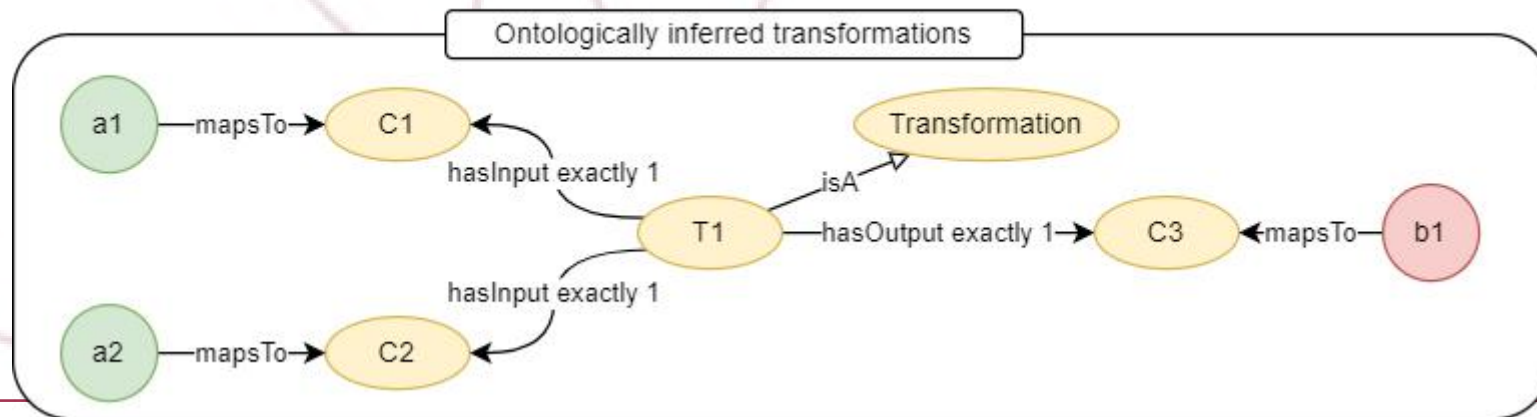 Ontologically inferred transformations
a1
mapsTo
C1
Transformation
hasInput exactly 1
isA
T1
hasOutput exactly 1
C3
mapsTo
b1
hasInput exactly 1
a2
mapsTo
C2